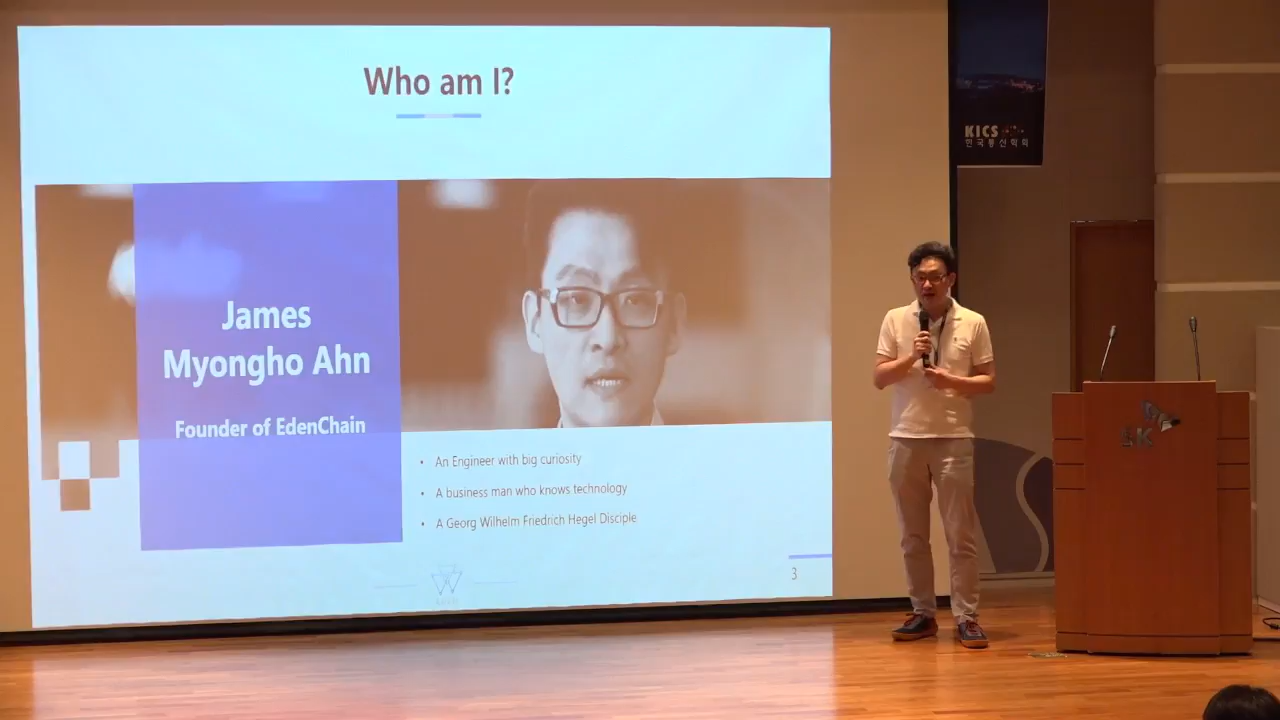 Who am I?
James
Myongho Ahn
Founder of EdenChain
• An Engineer with big curiosity
• A business man who knows technology
• A Georg Wilhelm Friedrich Hegel Disciple
3
KICS
한국통신학회
SK